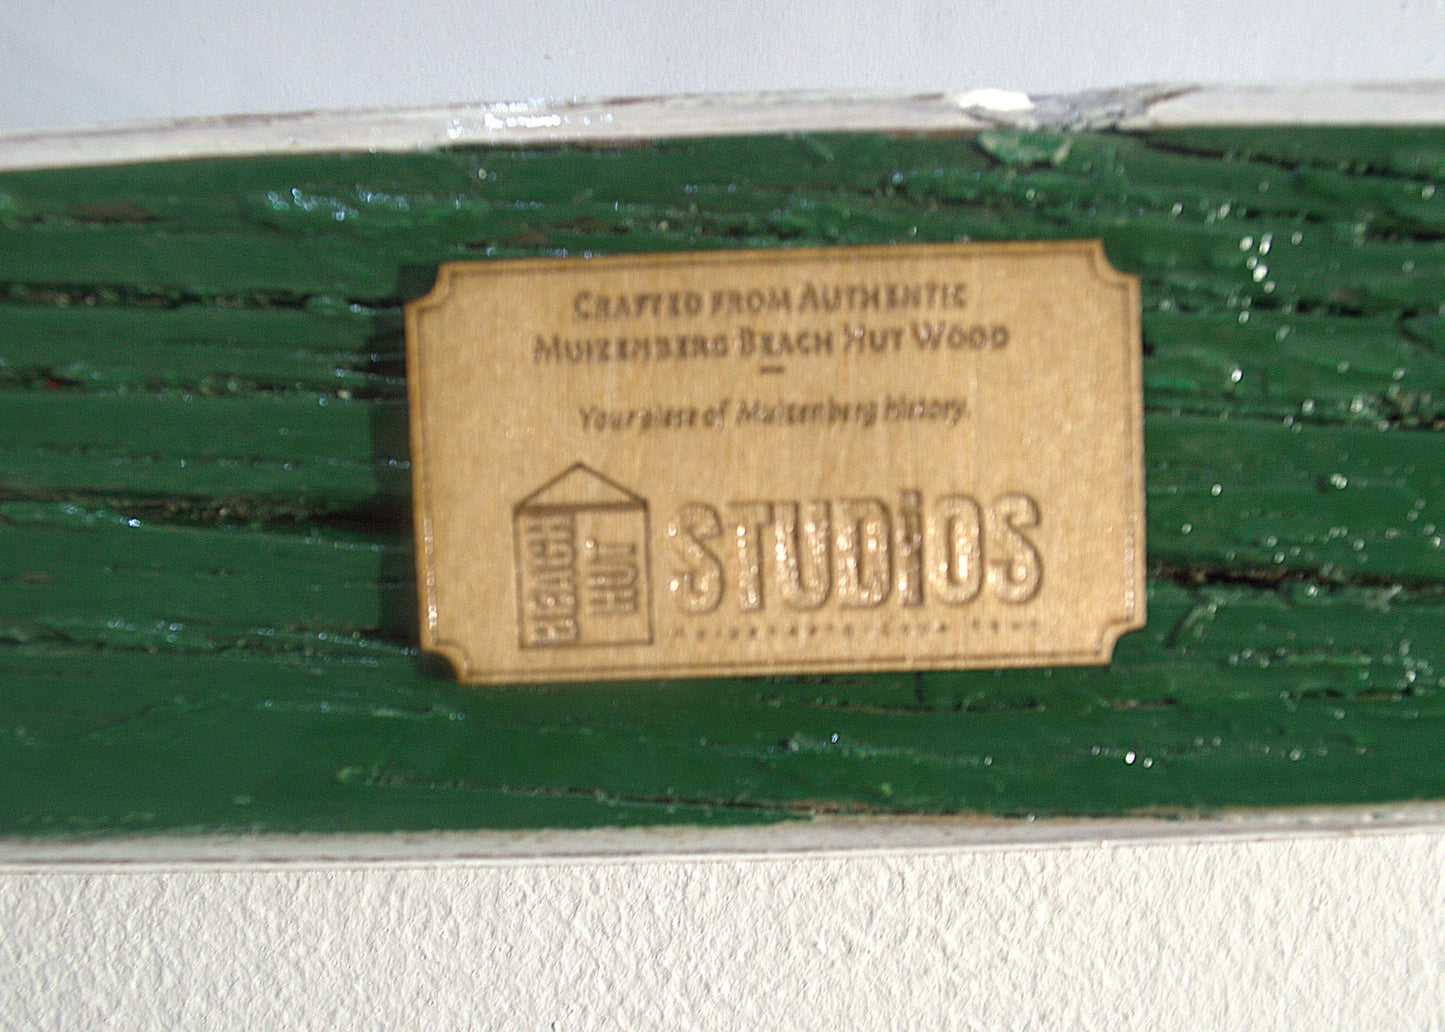 Crafted from Authentic
Muizenberg Beach Hut Wood
Your piece of Muizenberg history.
BEACH
HUT
STUDIOS